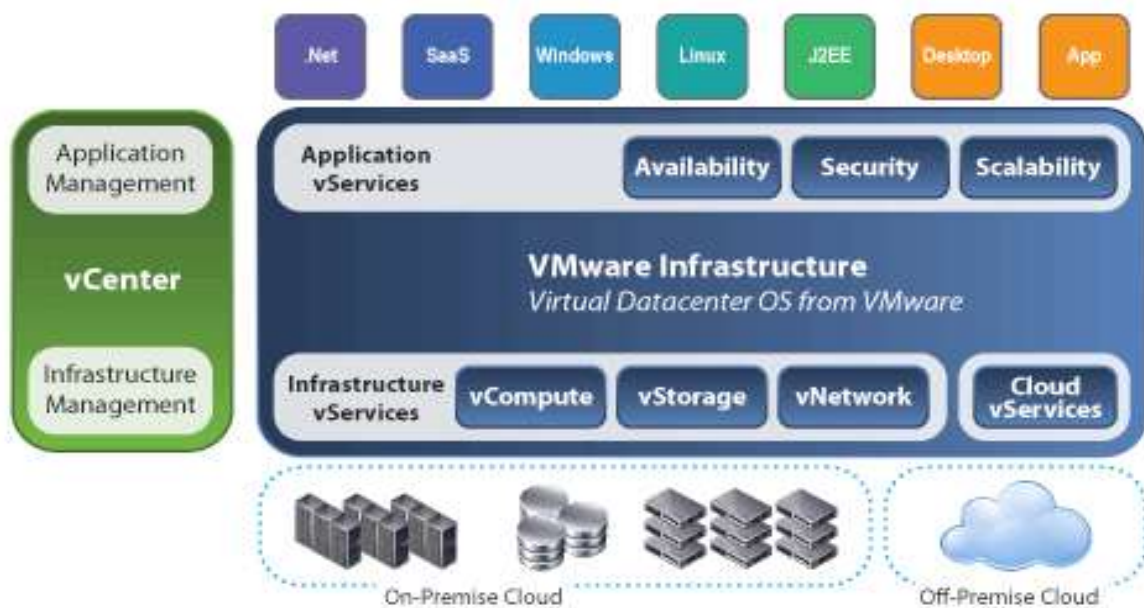 .Net
SaaS
Windows
Linux
J2EE
Desktop
App
Application
Management
vCenter
Infrastructure
Management
Application
vServices
Availability
Security
Scalability
VMware Infrastructure
Virtual Datacenter OS from VMware
Infrastructure
vServices
vCompute
vStorage
vNetwork
Cloud
vServices
On-Premise Cloud
Off-Premise Cloud